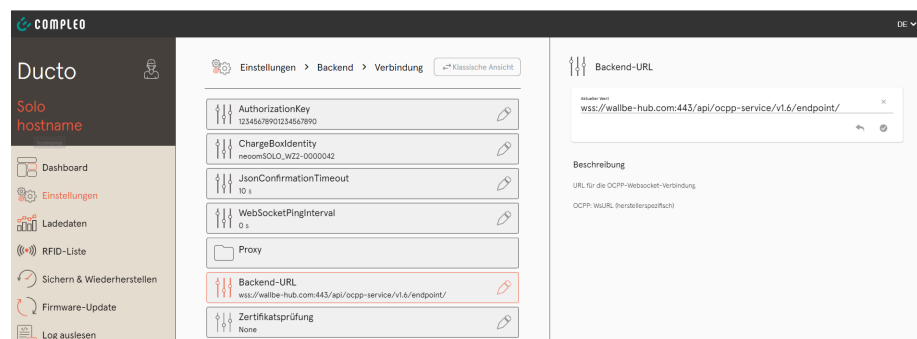 COMPLEO
DE
Ducto
Solo
hostname
Dashboard
Einstellungen
Ladedaten
RFID-Liste
Sichern & Wiederherstellen
Firmware-Update
Log auslesen
Einstellungen > Backend > Verbindung
Klassische Ansicht
AuthorizationKey
12345678901234567890
ChargeBoxIdentity
neoomSOLO_WZ2-0000042
JsonConfirmationTimeout
10 s
WebSocketPingInterval
0 s
Proxy
Backend-URL
wss://wallbe-hub.com:443/api/ocpp-service/v1.6/endpoint/
Zertifikatsprüfung
None
Backend-URL
Aktueller Wert
wss://wallbe-hub.com:443/api/ocpp-service/v1.6/endpoint/
Beschreibung
URL für die OCPP-Websocket-Verbindung
OCPP: WsURL (herstellerspezifisch)